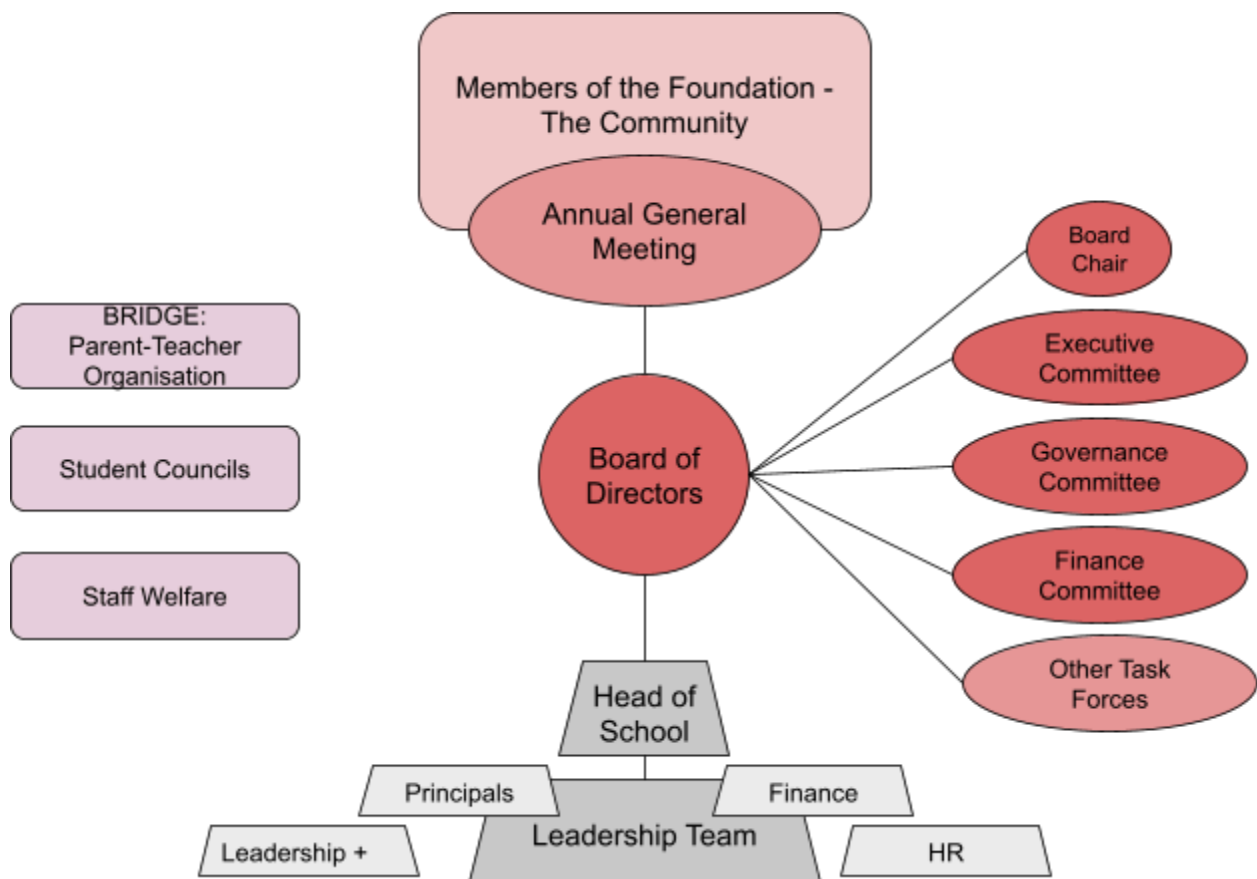 Members of the Foundation -
The Community
Annual General
Meeting
Board
Chair
BRIDGE:
Parent-Teacher
Organisation
Executive
Committee
Student Councils
Board of
Directors
Governance
Committee
Staff Welfare
Finance
Committee
Other Task
Forces
Head of
School
Principals
Finance
Leadership +
Leadership Team
HR